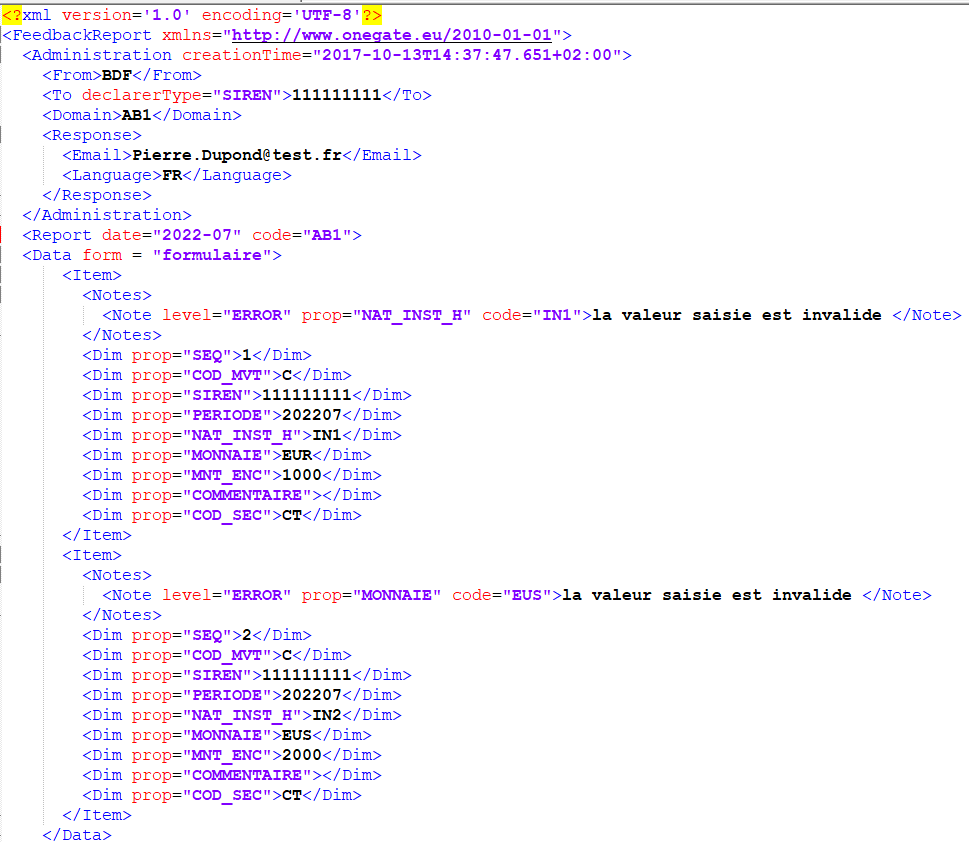 <?xml version='1.0' encoding='UTF-8'?>
<FeedbackReport xmlns="http://www.onegate.eu/2010-01-01">
<Administration creationTime="2017-10-13T14:37:47.651+02:00">
<From>BDF</From>
<To declarerType="SIREN">111111111</To>
<Domain>AB1</Domain>
<Response>
<Email>Pierre.Dupond@test.fr</Email>
<Language>FR</Language>
</Response>
</Administration>
<Report date="2022-07" code="AB1">
<Data form = "formulaire">
<Item>
<Notes>
<Note level="ERROR" prop="NAT_INST_H" code="IN1">la valeur saisie est invalide </Note>
</Notes>
<Dim prop="SEQ">1</Dim>
<Dim prop="COD_MVT">C</Dim>
<Dim prop="SIREN">111111111</Dim>
<Dim prop="PERIODE">202207</Dim>
<Dim prop="NAT_INST_H">IN1</Dim>
<Dim prop="MONNAIE">EUR</Dim>
<Dim prop="MNT_ENC">1000</Dim>
<Dim prop="COMMENTAIRE"></Dim>
<Dim prop="COD_SEC">CT</Dim>
</Item>
<Item>
<Notes>
<Note level="ERROR" prop="MONNAIE" code="EUS">la valeur saisie est invalide </Note>
</Notes>
<Dim prop="SEQ">2</Dim>
<Dim prop="COD_MVT">C</Dim>
<Dim prop="SIREN">111111111</Dim>
<Dim prop="PERIODE">202207</Dim>
<Dim prop="NAT_INST_H">IN2</Dim>
<Dim prop="MONNAIE">EUS</Dim>
<Dim prop="MNT_ENC">2000</Dim>
<Dim prop="COMMENTAIRE"></Dim>
<Dim prop="COD_SEC">CT</Dim>
</Item>
</Data>